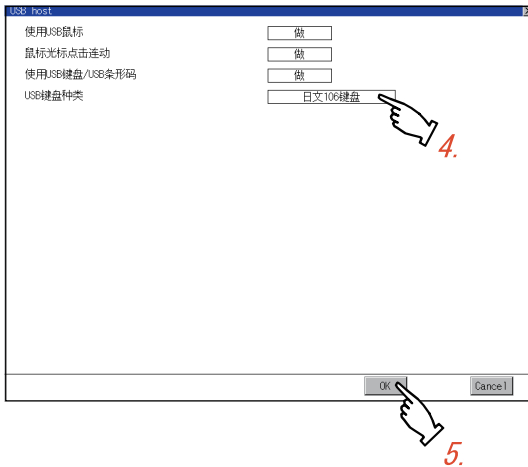 USB host
使用USB鼠标 做
鼠标光标点击连动 做
使用USB键盘/USB条形码 做
USB键盘种类 日文106键盘
4.
OK Cancel
5.